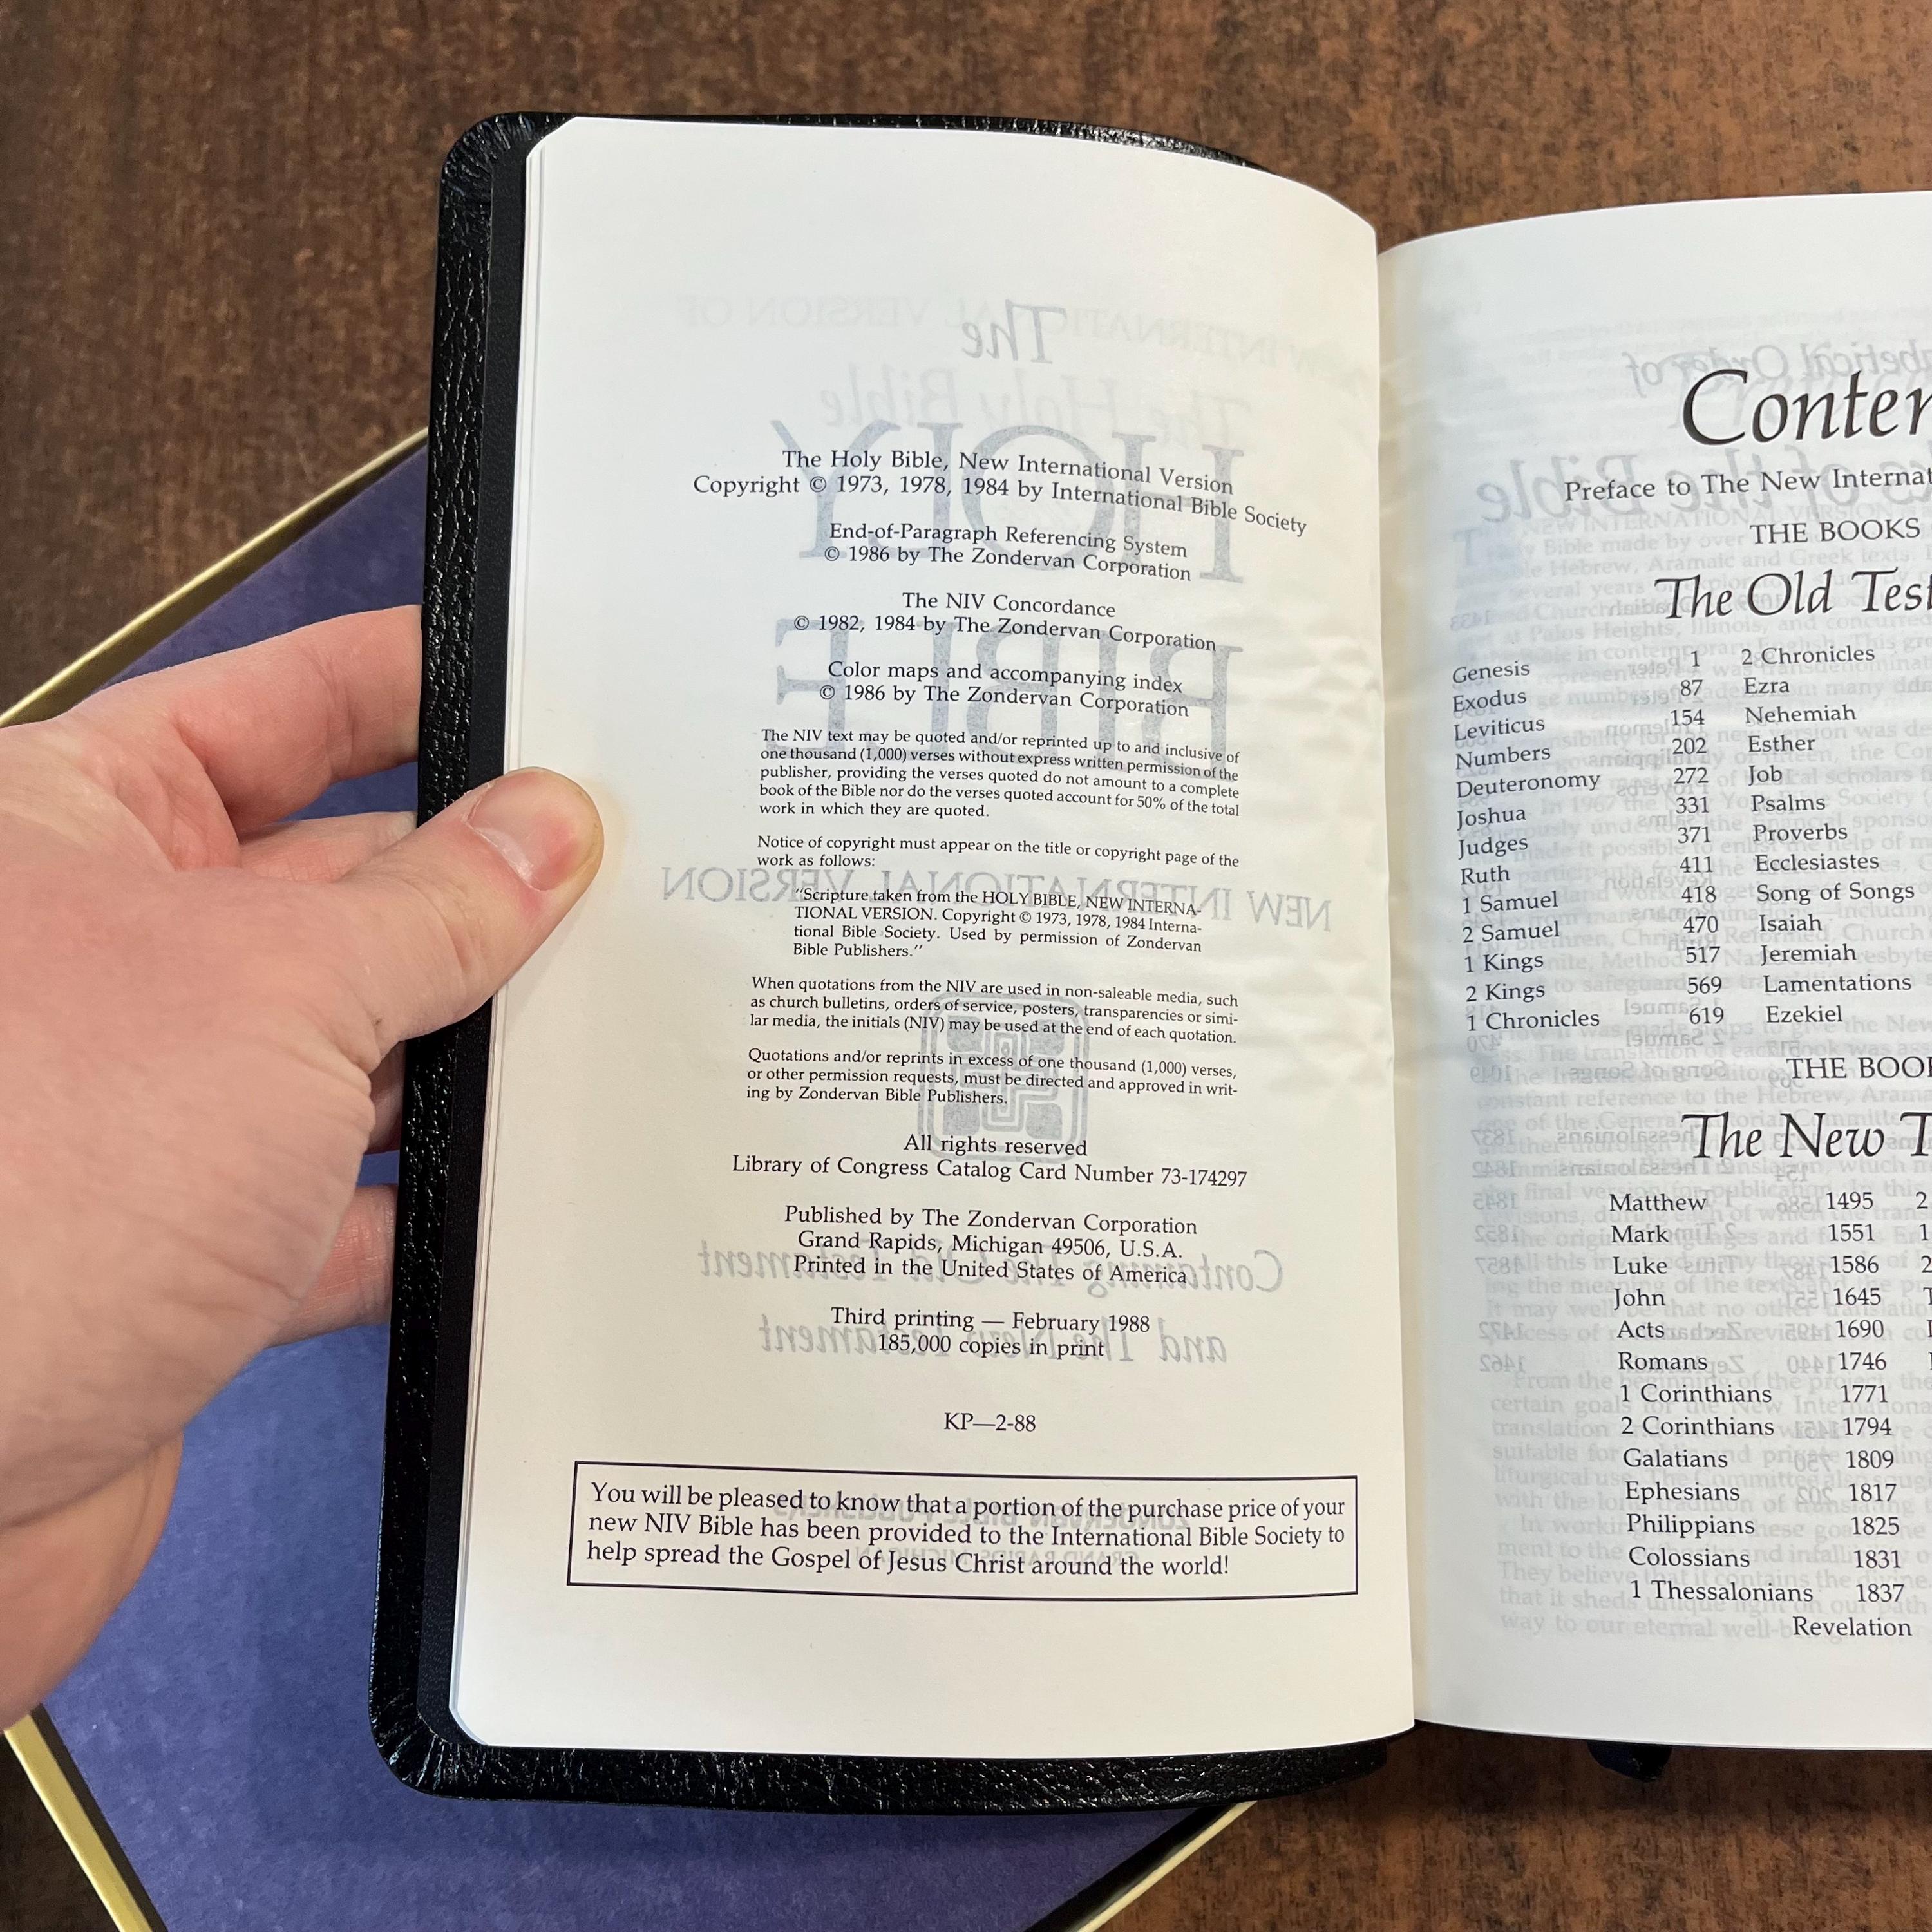 The Holy Bible, New International Version
Copyright © 1973, 1978, 1984 by International Bible Society
End-of-Paragraph Referencing System
© 1986 by The Zondervan Corporation
The NIV Concordance
© 1982, 1984 by The Zondervan Corporation
Color maps and accompanying index
© 1986 by The Zondervan Corporation
The NIV text may be quoted and/or reprinted up to and inclusive of
one thousand (1,000) verses without express written permission of the
publisher, providing the verses quoted do not amount to a complete
book of the Bible nor do the verses quoted account for 50% of the total
work in which they are quoted.
Notice of copyright must appear on the title or copyright page of the
work as follows:
"Scripture taken from the HOLY BIBLE, NEW INTERNA-
TIONAL VERSION. Copyright © 1973, 1978, 1984 Interna-
tional Bible Society. Used by permission of Zondervan
Bible Publishers."
When quotations from the NIV are used in non-saleable media, such
as church bulletins, orders of service, posters, transparencies or simi-
lar media, the initials (NIV) may be used at the end of each quotation.
Quotations and/or reprints in excess of one thousand (1,000) verses,
or other permission requests, must be directed and approved in writ-
ing by Zondervan Bible Publishers.
All rights reserved
Library of Congress Catalog Card Number 73-174297
Published by The Zondervan Corporation
Grand Rapids, Michigan 49506, U.S.A.
Printed in the United States of America
Third printing — February 1988
185,000 copies in print
KP—2-88
You will be pleased to know that a portion of the purchase price of your
new NIV Bible has been provided to the International Bible Society to
help spread the Gospel of Jesus Christ around the world!
Preface to The New
THE BOOKS
The Old
Genesis 1 2 Chronicles
Exodus 87 Ezra
Leviticus 154 Nehemiah
Numbers 202 Esther
Deuteronomy 272 Job
Joshua 331 Psalms
Judges 371 Proverbs
Ruth 411 Ecclesiastes
1 Samuel 418 Song of Songs
2 Samuel 470 Isaiah
1 Kings 517 Jeremiah
2 Kings 569 Lamentations
1 Chronicles 619 Ezekiel
THE
The New
Matthew 1495 2
Mark 1551 1
Luke 1586 2
John 1645
Acts 1690
Romans 1746
1 Corinthians 1771
2 Corinthians 1794
Galatians 1809
Ephesians 1817
Philippians 1825
Colossians 1831
1 Thessalonians 1837
Revelation